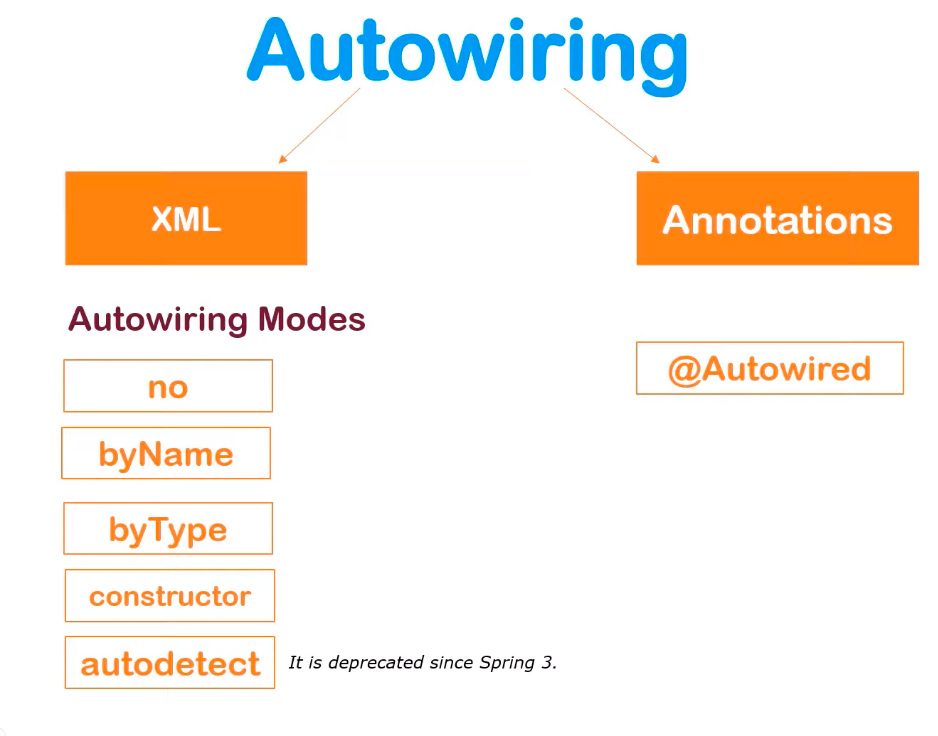 Autowiring
XML
Annotations
Autowiring Modes
no
@Autowired
byName
byType
constructor
autodetect
It is deprecated since Spring 3.